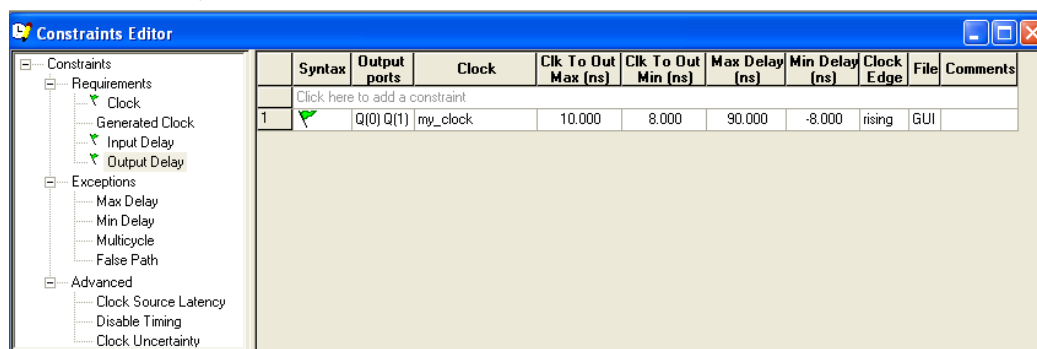 Constraints Editor
Constraints
Requirements
Clock
Generated Clock
Input Delay
Output Delay
Exceptions
Max Delay
Min Delay
Multicycle
False Path
Advanced
Clock Source Latency
Disable Timing
Clock Uncertainty
Syntax Output ports Clock Clk To Out Max (ns) Clk To Out Min (ns) Max Delay (ns) Min Delay (ns) Clock Edge File Comments
Click here to add a constraint
1 Q(0) Q(1) my_clock 10.000 8.000 90.000 -8.000 rising GUI